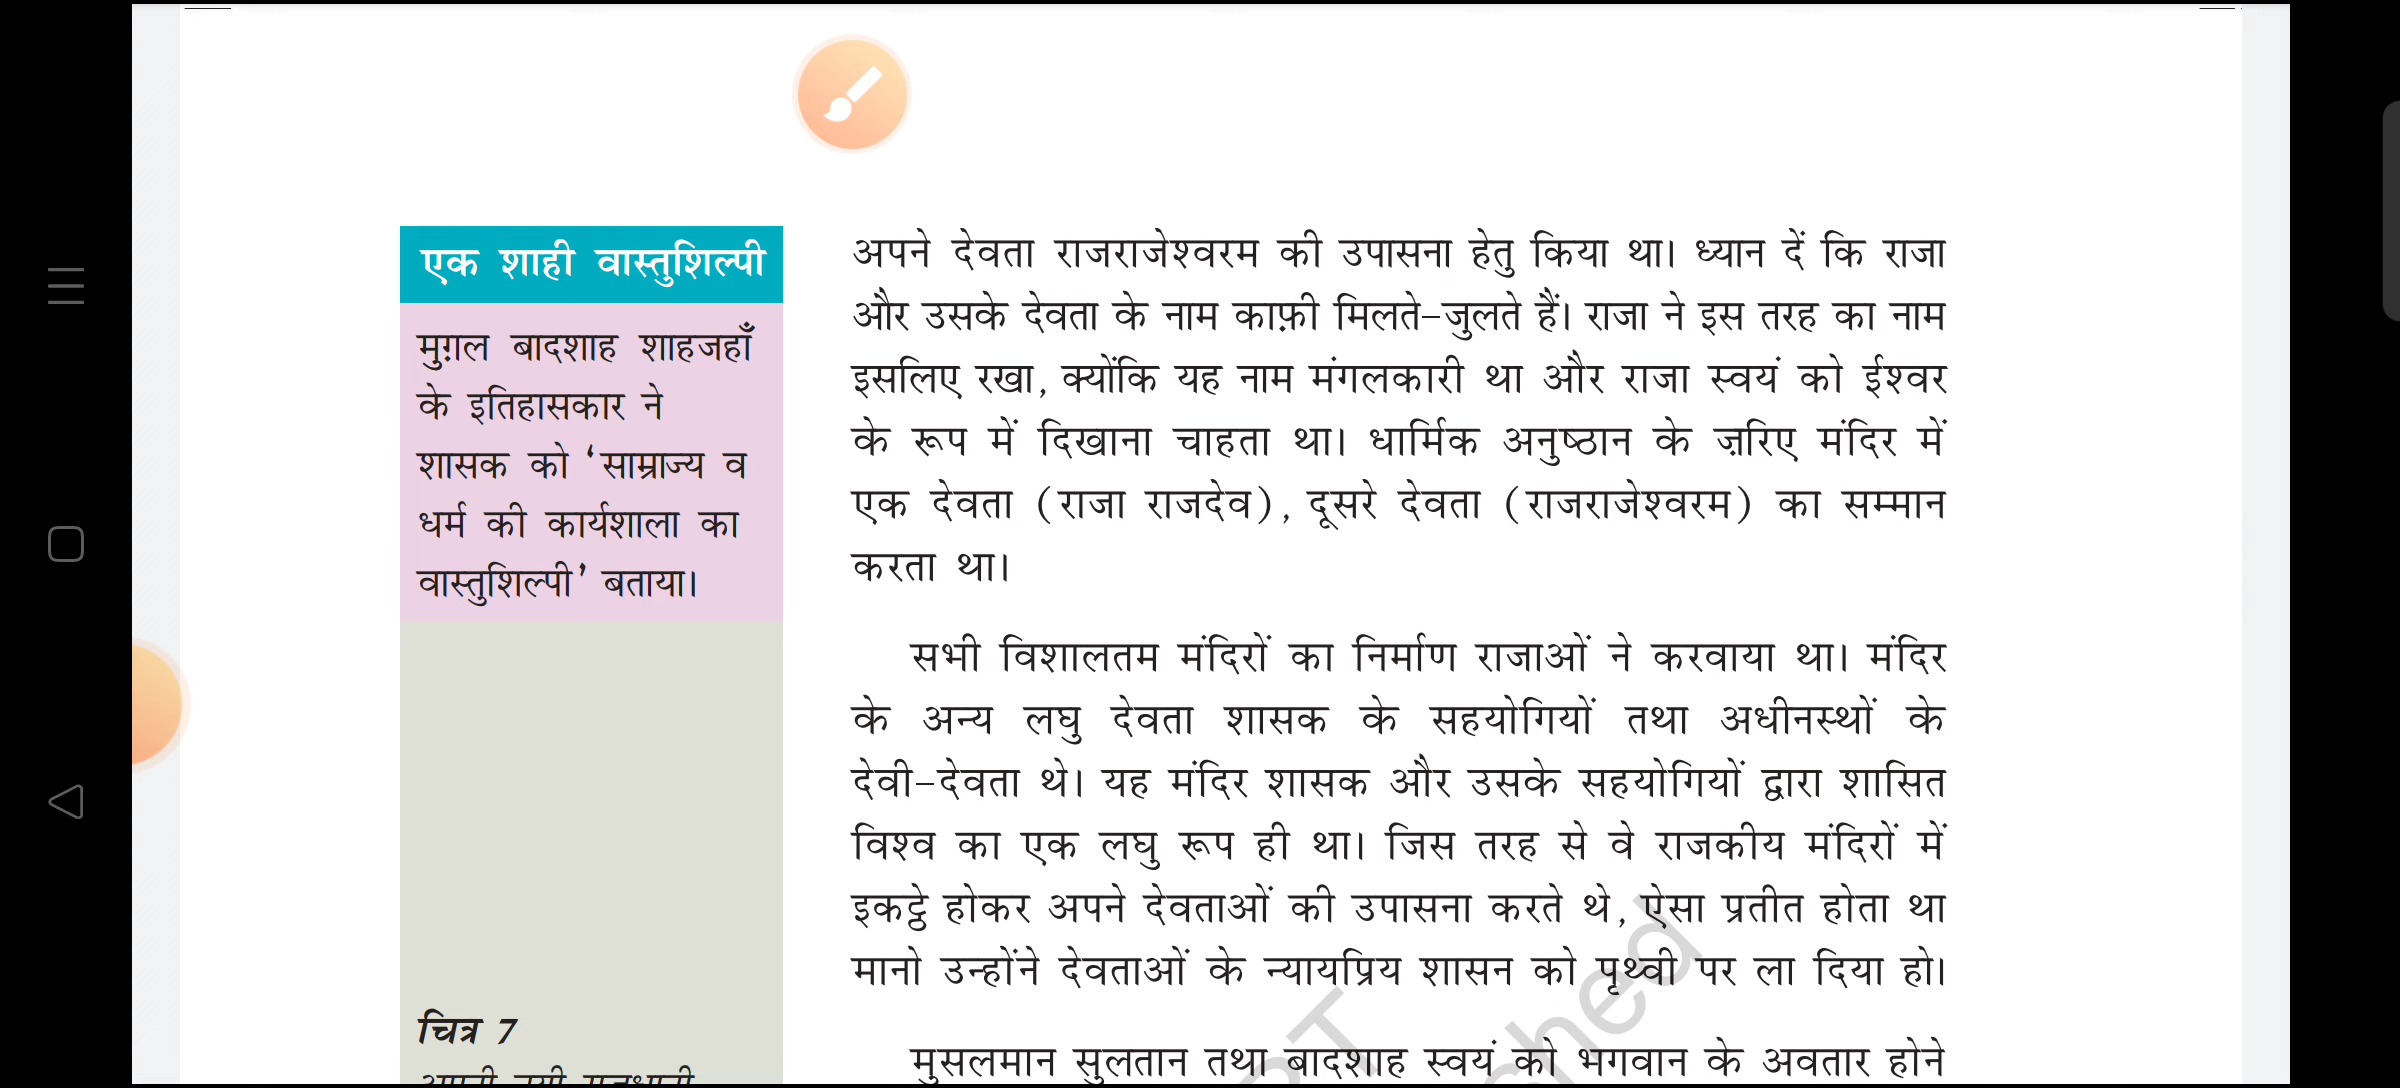 एक शाही वास्तुशिल्पी
मुग़ल बादशाह शाहजहाँ
के इतिहासकार ने
शासक को ‘साम्राज्य व
धर्म की कार्यशाला का
वास्तुशिल्पी’ बताया।
चित्र 7
अपने देवता राजराजेश्वरम की उपासना हेतु किया था। ध्यान दें कि राजा
और उसके देवता के नाम काफ़ी मिलते-जुलते हैं। राजा ने इस तरह का नाम
इसलिए रखा, क्योंकि यह नाम मंगलकारी था और राजा स्वयं को ईश्वर
के रूप में दिखाना चाहता था। धार्मिक अनुष्ठान के ज़रिए मंदिर में
एक देवता (राजा राजदेव), दूसरे देवता (राजराजेश्वरम) का सम्मान
करता था।
सभी विशालतम मंदिरों का निर्माण राजाओं ने करवाया था। मंदिर
के अन्य लघु देवता शासक के सहयोगियों तथा अधीनस्थों के
देवी-देवता थे। यह मंदिर शासक और उसके सहयोगियों द्वारा शासित
विश्व का एक लघु रूप ही था। जिस तरह से वे राजकीय मंदिरों में
इकट्ठे होकर अपने देवताओं की उपासना करते थे, ऐसा प्रतीत होता था
मानो उन्होंने देवताओं के न्यायप्रिय शासन को पृथ्वी पर ला दिया हो।
मुसलमान सुलतान तथा बादशाह स्वयं को भगवान के अवतार होने